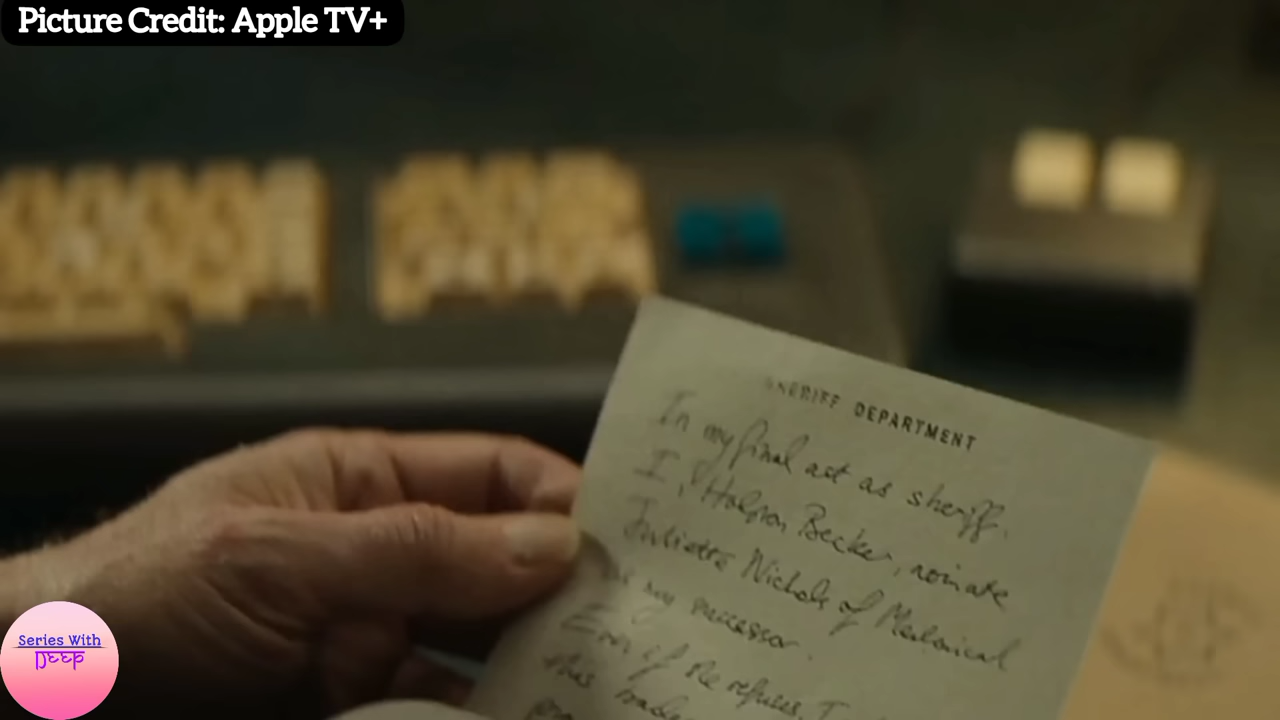 Picture Credit: Apple TV+
SHERIFF DEPARTMENT
In my final act as sheriff.
I, Holston Becker, nominate
Juliette Nichols of Mechanical
as my successor.
Even if she refuses, I
this
Series With
Deep